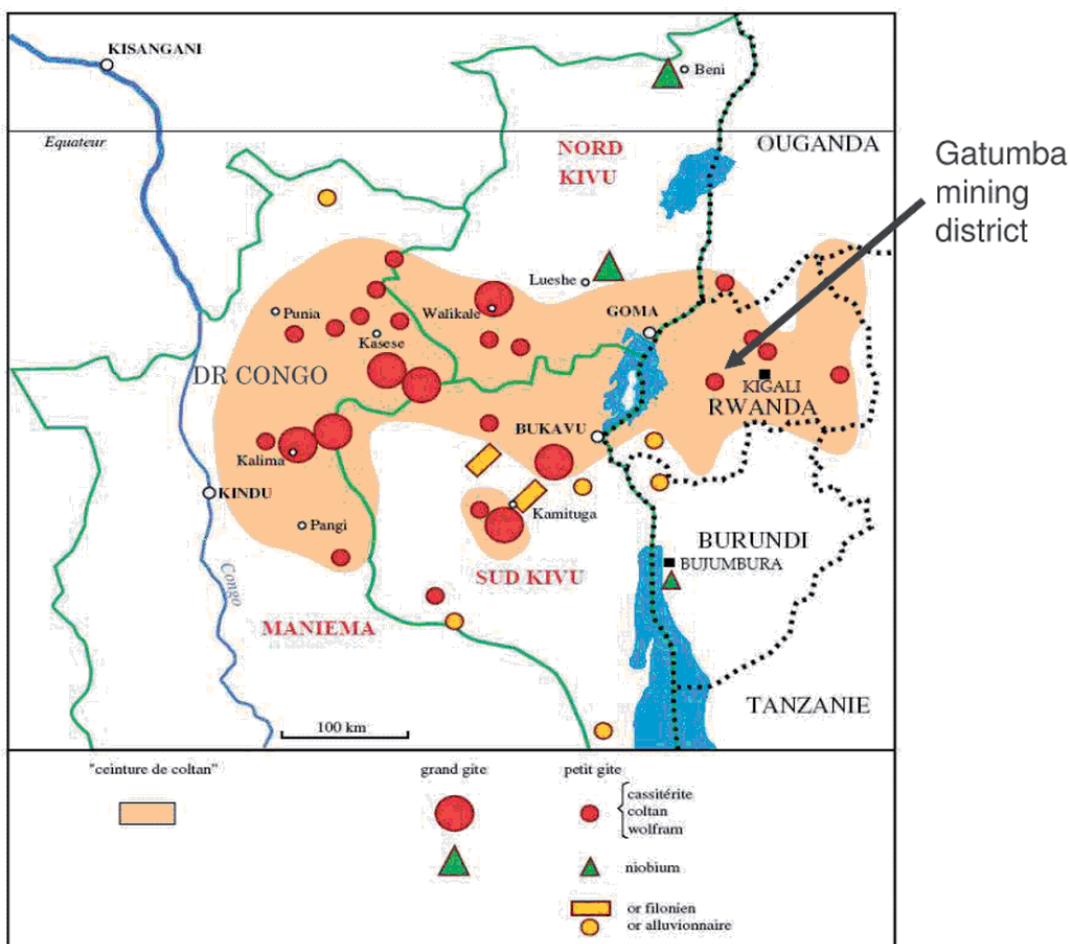 KISANGANI
Beni
Equateur
NORD
KIVU
OUGANDA
Gatumba
mining
district
Lueshe
Punia
Walikale
GOMA
Kasese
DR CONGO
KIGALI
RWANDA
BUKAVU
Kalima
KINDU
Kamituga
Pangi
BURUNDI
BUJUMBURA
SUD KIVU
Congo
MANIEMA
TANZANIE
100 km
"ceinture de coltan"
grand gite
petit gite
cassitérite
coltan
wolfram
niobium
or filonien
or alluvionnaire